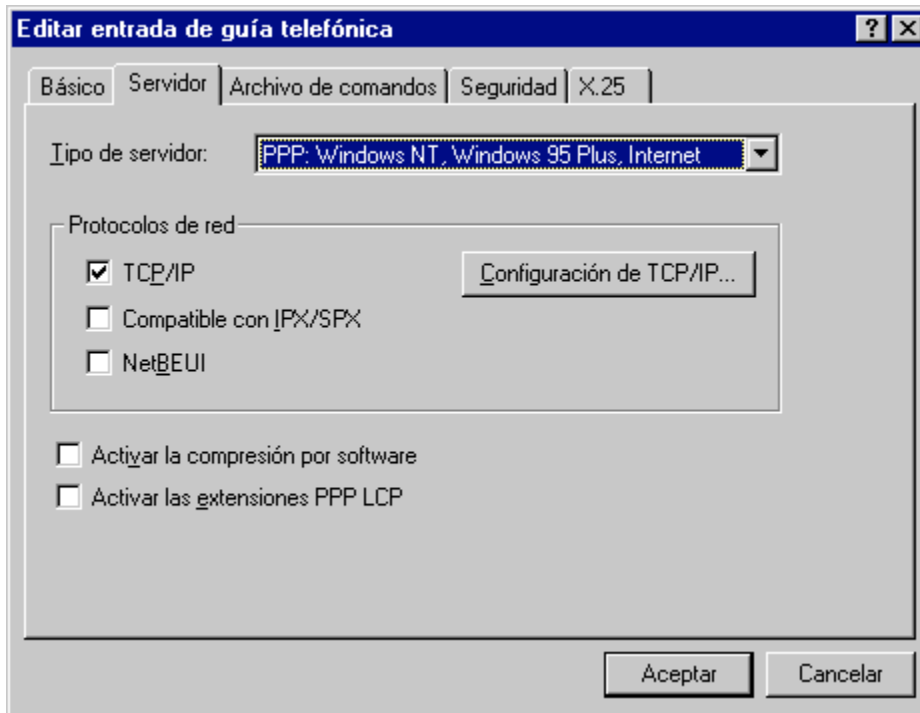 Editar entrada de guía telefónica
Básico Servidor Archivo de comandos Seguridad X.25
Tipo de servidor: PPP: Windows NT, Windows 95 Plus, Internet
Protocolos de red
TCP/IP Configuración de TCP/IP...
Compatible con IPX/SPX
NetBEUI
Activar la compresión por software
Activar las extensiones PPP LCP
Aceptar Cancelar